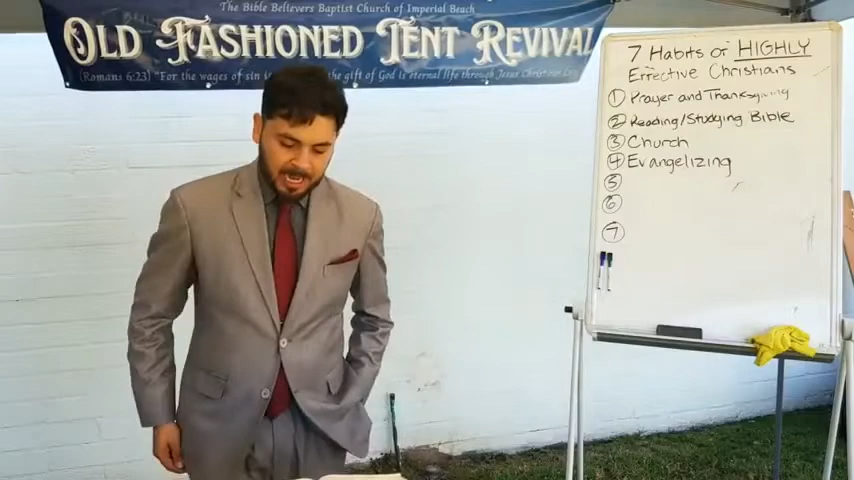 The Bible Believers Baptist Church of Imperial Beach
Old Fashioned Tent Revival
(Romans 6:23) "For the wages of sin is the gift of God is eternal life through Jesus Christ our
7 Habits of HIGHLY
Effective Christians
① Prayer and Thanksgiving
② Reading/Studying Bible
③ Church
④ Evangelizing
⑤
⑥
⑦